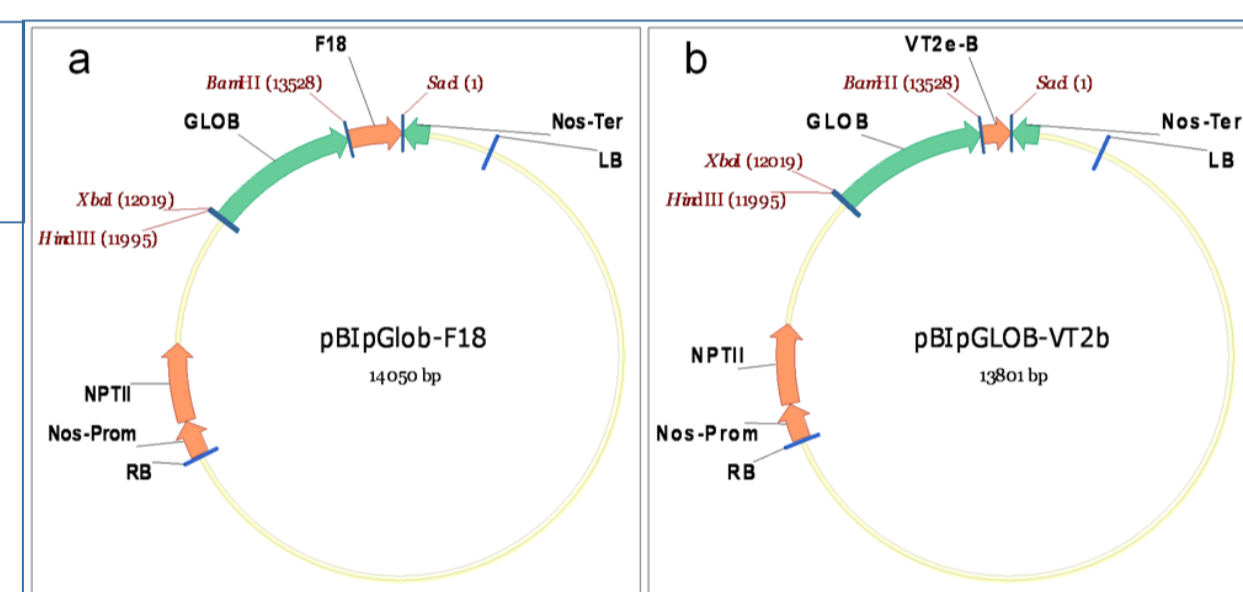 a
F18
BamHI (13528)
SacI (1)
GLOB
Nos-Ter
LB
XbaI (12019)
HindIII (11995)
pBIpGlob-F18
14050 bp
NPTII
Nos-Prom
RB
b
VT2e-B
BamHI (13528)
SacI (1)
GLOB
Nos-Ter
LB
XbaI (12019)
HindIII (11995)
pBIpGLOB-VT2b
13801 bp
NPTII
Nos-Prom
RB